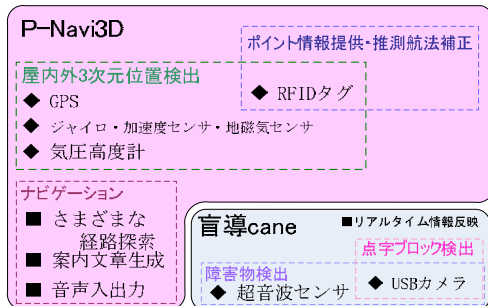 P-Navi3D
ポイント情報提供・推測航法補正
屋内外3次元位置検出
◆ GPS
◆ RFIDタグ
◆ ジャイロ・加速度センサ・地磁気センサ
◆ 気圧高度計
ナビゲーション
■ さまざまな
経路探索
■ 案内文章生成
■ 音声入出力
盲導cane
■リアルタイム情報反映
点字ブロック検出
障害物検出
◆ 超音波センサ
◆ USBカメラ